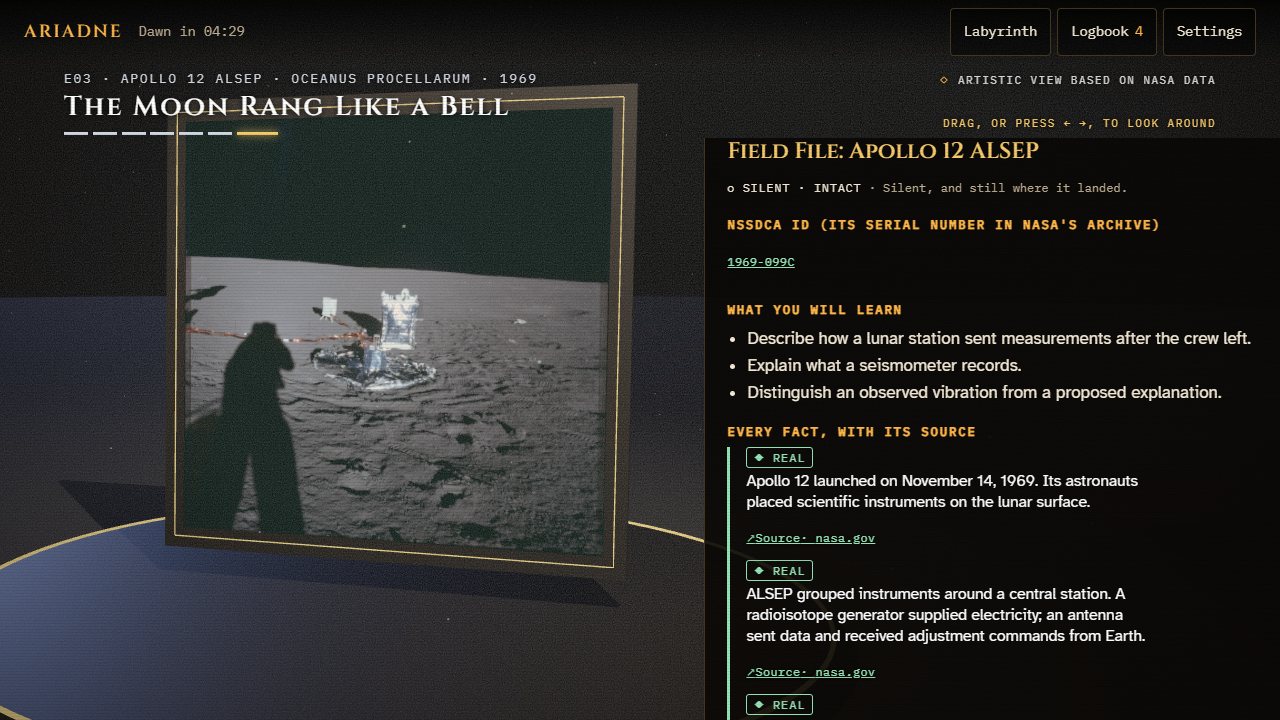 ARIADNE
Dawn in 04:29
Labyrinth
Logbook 4
Settings
E03 · APOLLO 12 ALSEP · OCEANUS PROCELLARUM · 1969
The Moon Rang Like a Bell
◇ ARTISTIC VIEW BASED ON NASA DATA
DRAG, OR PRESS ← →, TO LOOK AROUND
Field File: Apollo 12 ALSEP
o SILENT · INTACT · Silent, and still where it landed.
NSSDCA ID (ITS SERIAL NUMBER IN NASA'S ARCHIVE)
1969-099C
WHAT YOU WILL LEARN
• Describe how a lunar station sent measurements after the crew left.
• Explain what a seismometer records.
• Distinguish an observed vibration from a proposed explanation.
EVERY FACT, WITH ITS SOURCE
◆ REAL
Apollo 12 launched on November 14, 1969. Its astronauts
placed scientific instruments on the lunar surface.
↗Source· nasa.gov
◆ REAL
ALSEP grouped instruments around a central station. A
radioisotope generator supplied electricity; an antenna
sent data and received adjustment commands from Earth.
↗Source· nasa.gov
◆ REAL